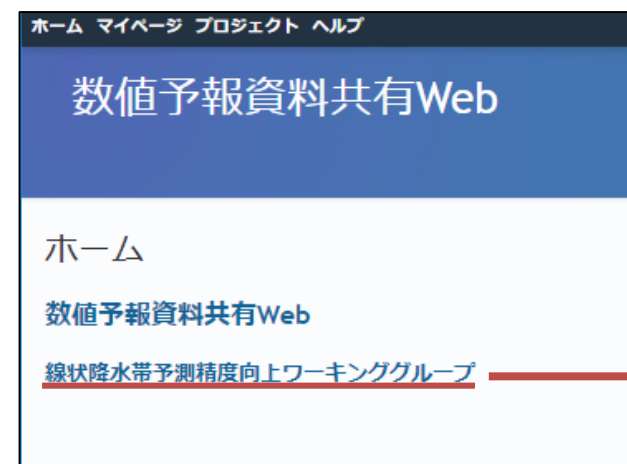 ホーム マイページ プロジェクト ヘルプ
数値予報資料共有Web
ホーム
数値予報資料共有Web
線状降水帯予測精度向上ワーキンググループ